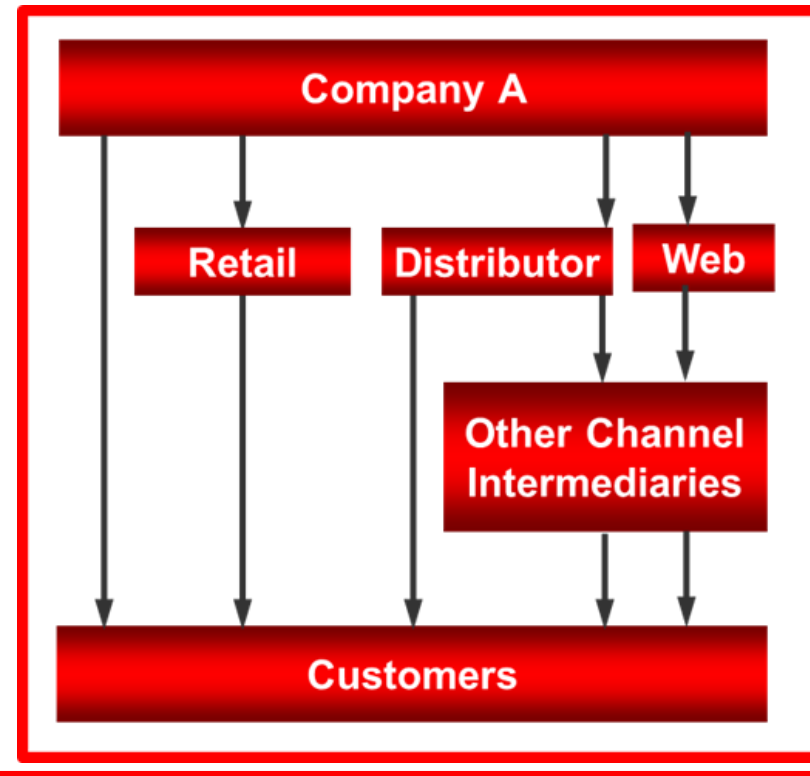 Company A
Retail
Distributor
Web
Other Channel
Intermediaries
Customers